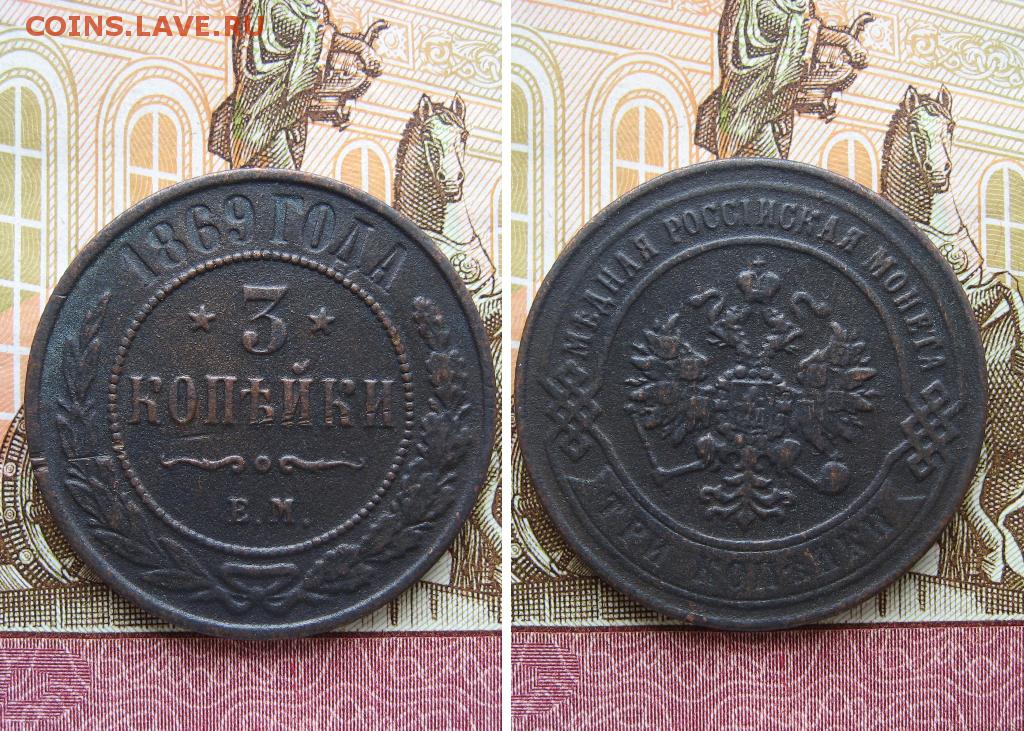 COINS.LAVE.RU
1869 ГОДА
3
КОПѢЙКИ
Е.М.
МѢДНАЯ РОССІЙСКАЯ МОНЕТА
ТРИ КОПѢЙКИ